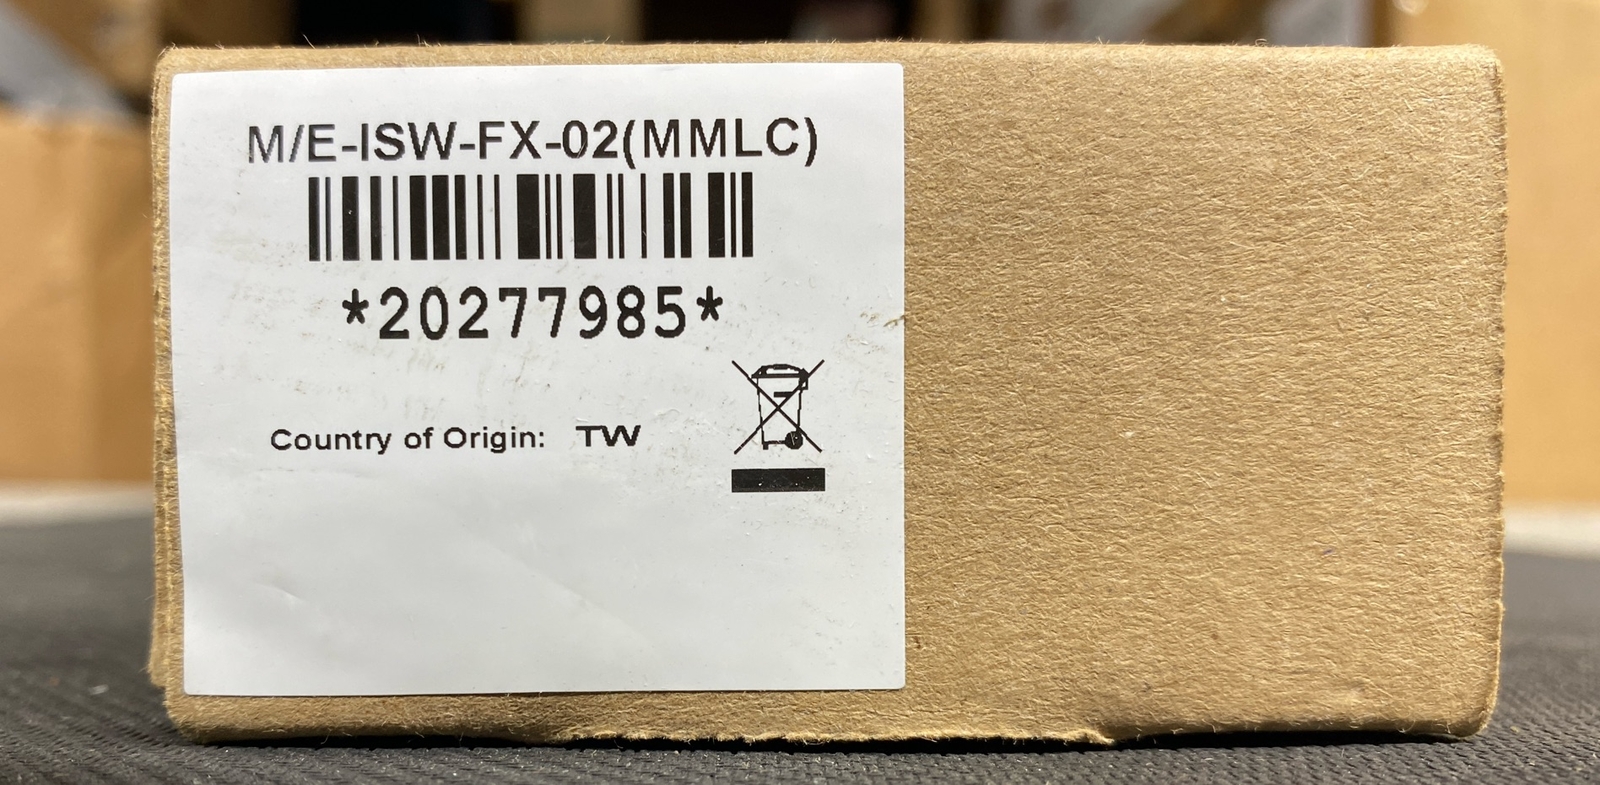 M/E-ISW-FX-02(MMLC)
*20277985*
Country of Origin: TW